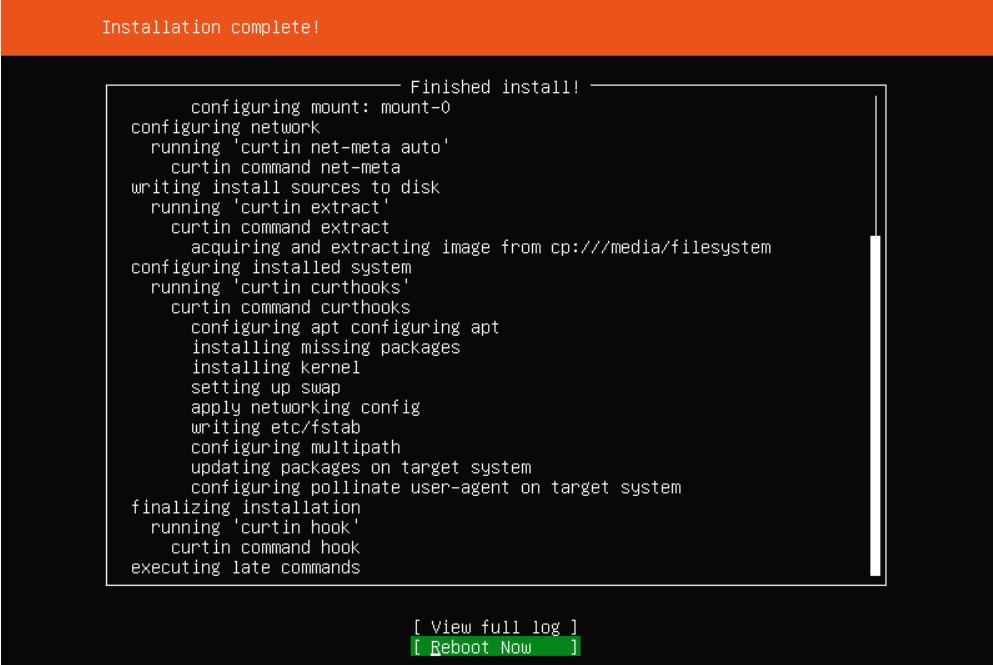 Installation complete!
Finished install!
configuring mount: mount-0
configuring network
running 'curtin net-meta auto'
curtin command net-meta
writing install sources to disk
running 'curtin extract'
curtin command extract
acquiring and extracting image from cp:///media/filesystem
configuring installed system
running 'curtin curthooks'
curtin command curthooks
configuring apt configuring apt
installing missing packages
installing kernel
setting up swap
apply networking config
writing etc/fstab
configuring multipath
updating packages on target system
configuring pollinate user-agent on target system
finalizing installation
running 'curtin hook'
curtin command hook
executing late commands
[ View full log ]
[ Reboot Now ]